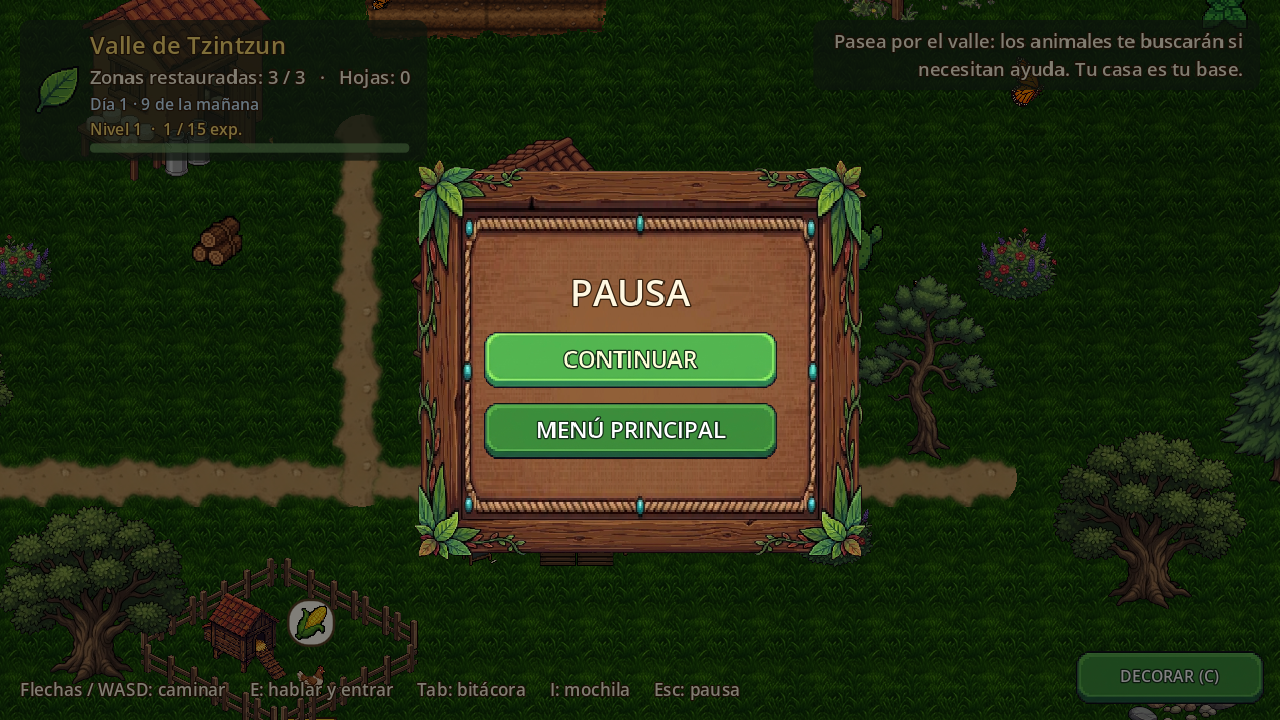 Valle de Tzintzun
Zonas restauradas: 3 / 3 · Hojas: 0
Día 1 · 9 de la mañana
Nivel 1 · 1 / 15 exp.
Pasea por el valle: los animales te buscarán si
necesitan ayuda. Tu casa es tu base.
PAUSA
CONTINUAR
MENÚ PRINCIPAL
Flechas / WASD: caminar E: hablar y entrar Tab: bitácora I: mochila Esc: pausa
DECORAR (C)